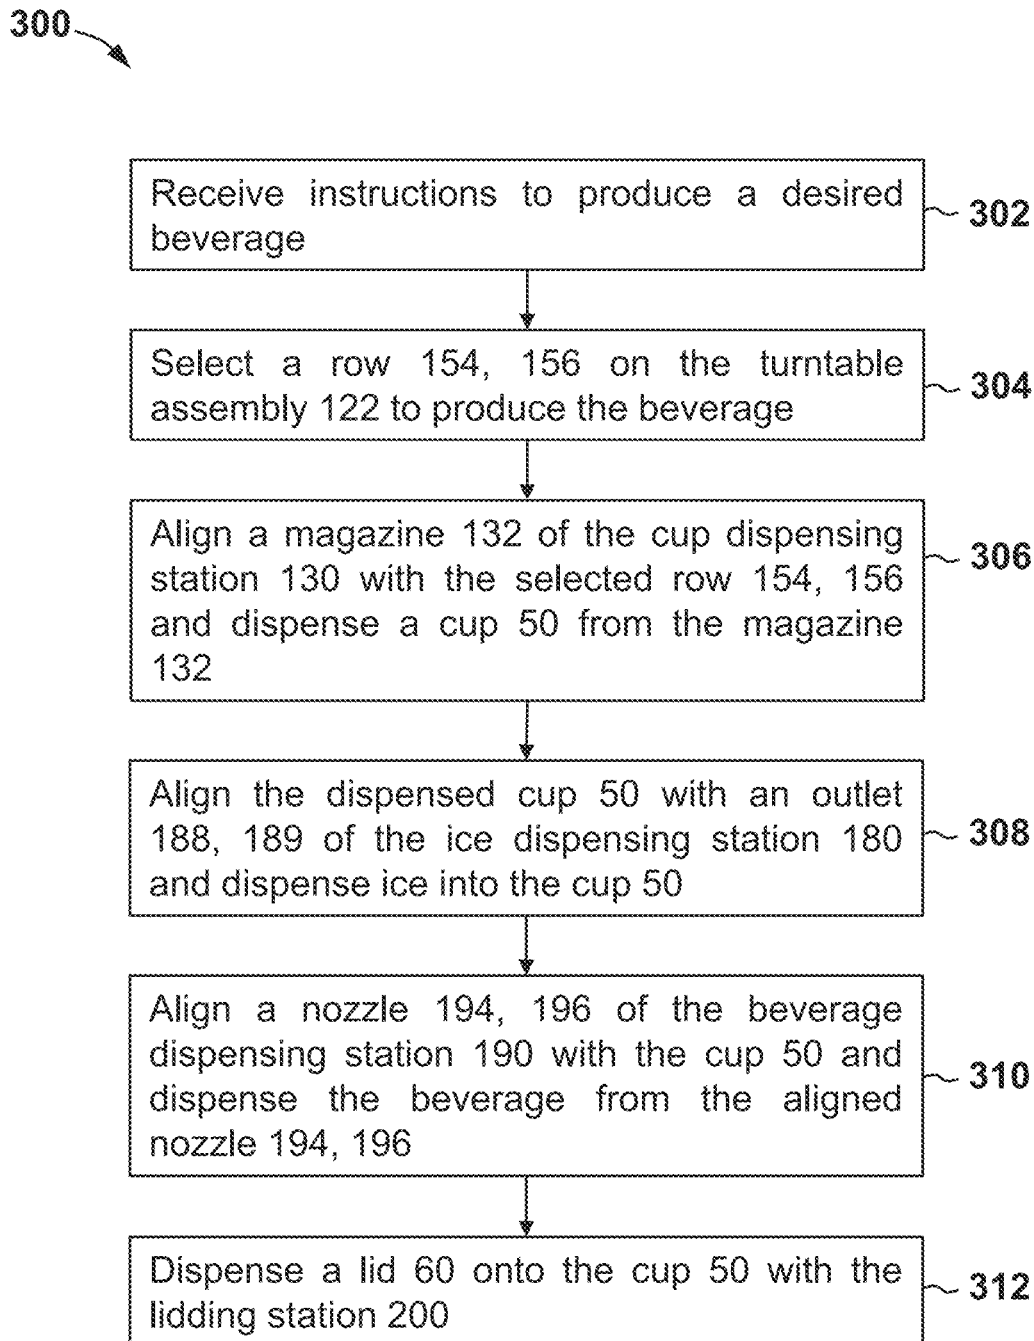 300
Receive instructions to produce a desired
beverage
302
Select a row 154, 156 on the turntable
assembly 122 to produce the beverage
304
Align a magazine 132 of the cup dispensing
station 130 with the selected row 154, 156
and dispense a cup 50 from the magazine
132
306
Align the dispensed cup 50 with an outlet
188, 189 of the ice dispensing station 180
and dispense ice into the cup 50
308
Align a nozzle 194, 196 of the beverage
dispensing station 190 with the cup 50 and
dispense the beverage from the aligned
nozzle 194, 196
310
Dispense a lid 60 onto the cup 50 with the
lidding station 200
312